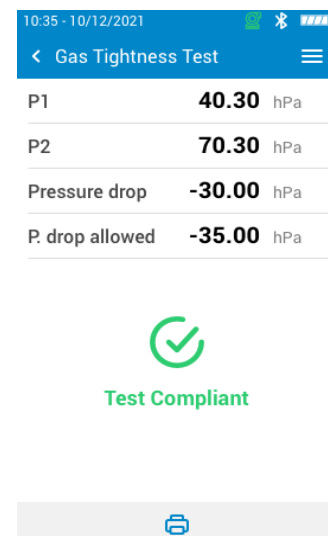 10:35 - 10/12/2021
Gas Tightness Test
P1 40.30 hPa
P2 70.30 hPa
Pressure drop -30.00 hPa
P. drop allowed -35.00 hPa
Test Compliant